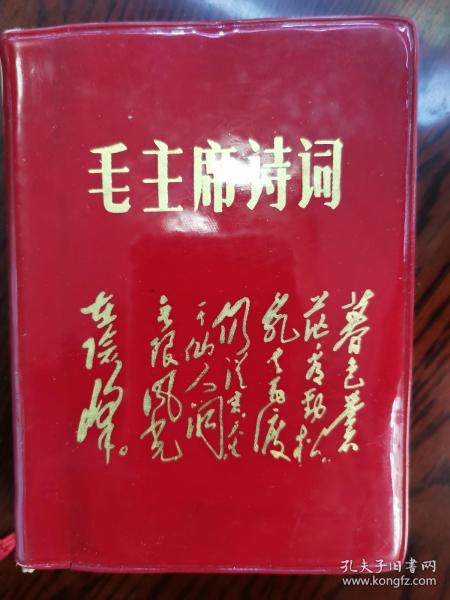 毛主席诗词
暮色苍
茫看劲松
乱云飞渡
仍从容天
生一仙人洞
无限风光
在险峰。
孔夫子旧书网
www.kongfz.com